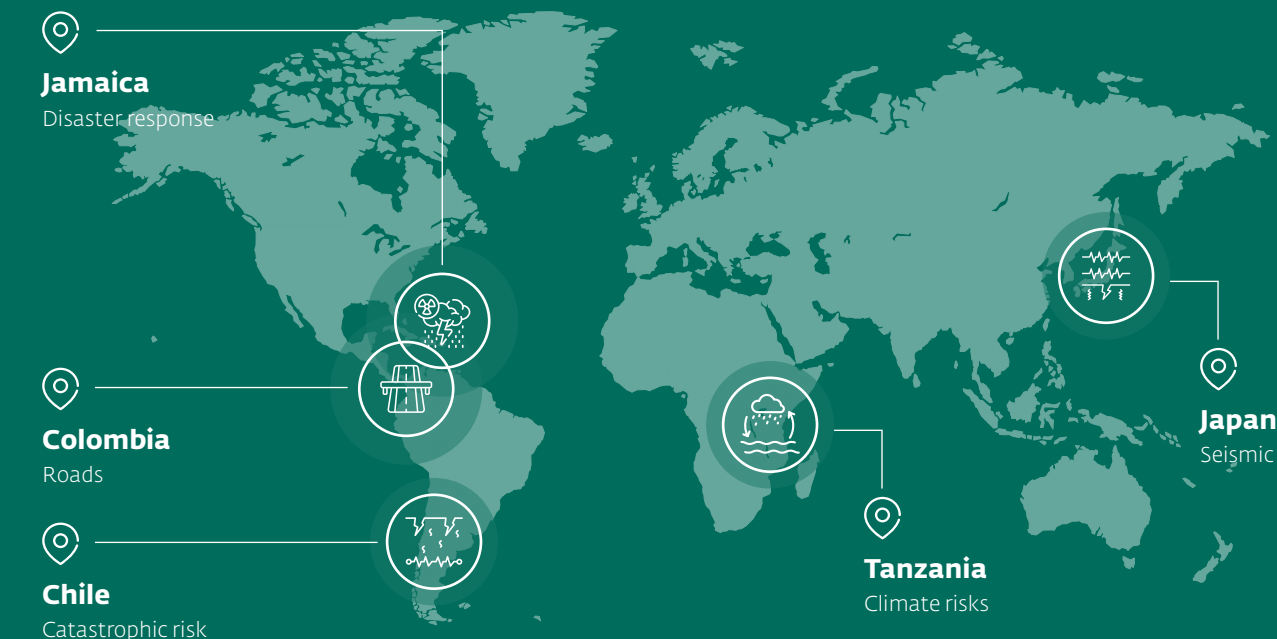 Jamaica
Disaster response
Colombia
Roads
Chile
Catastrophic risk
Tanzania
Climate risks
Japan
Seismic